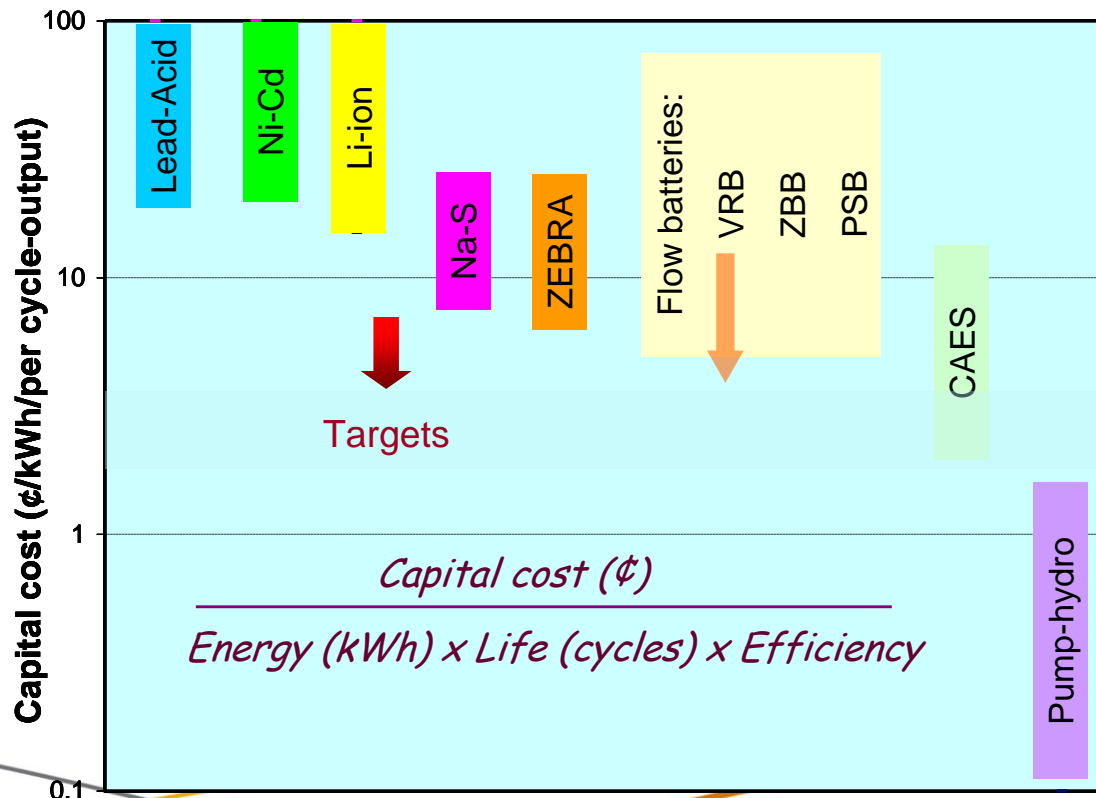 Capital cost (¢/kWh/per cycle-output)
100
10
1
0.1
Lead-Acid
Ni-Cd
Li-ion
Na-S
ZEBRA
Flow batteries:
VRB
ZBB
PSB
CAES
Pump-hydro
Targets
Capital cost (¢)
Energy (kWh) x Life (cycles) x Efficiency